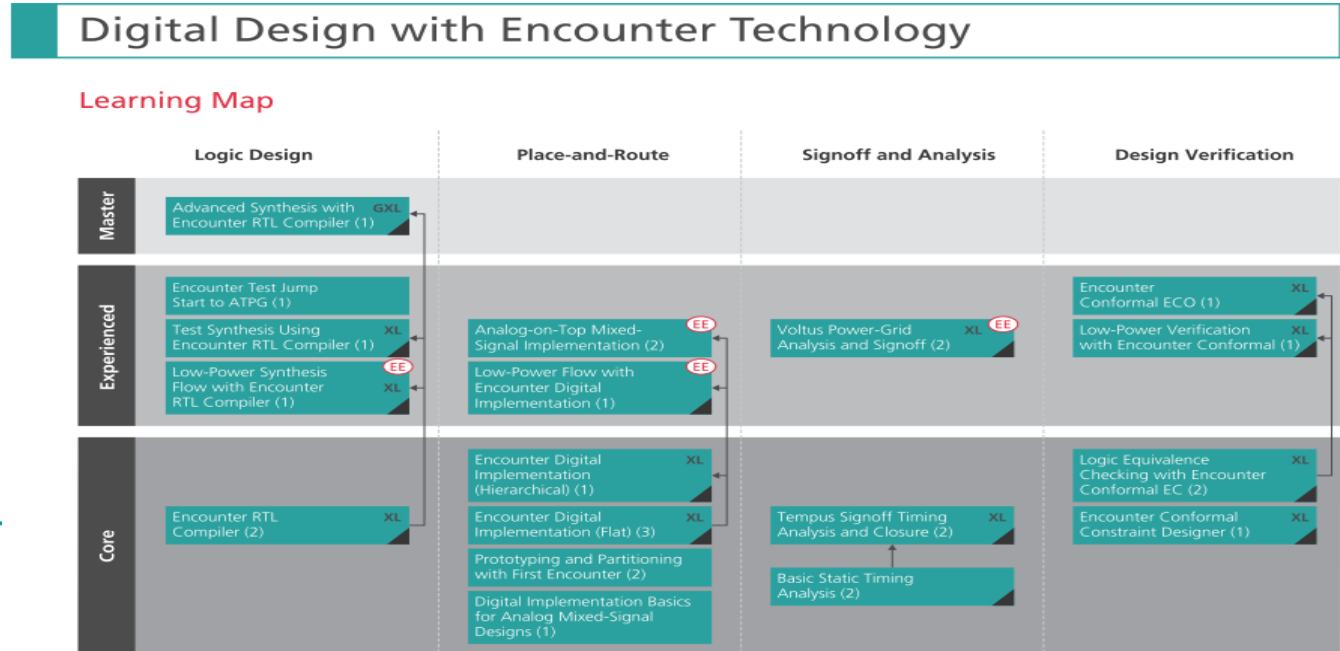 Digital Design with Encounter Technology
Learning Map
Logic Design
Place-and-Route
Signoff and Analysis
Design Verification
Master
Advanced Synthesis with GXL
Encounter RTL Compiler (1)
Experienced
Encounter Test Jump
Start to ATPG (1)
Test Synthesis Using XL
Encounter RTL Compiler (1)
EE
Low-Power Synthesis
Flow with Encounter XL
RTL Compiler (1)
EE
Analog-on-Top Mixed-
Signal Implementation (2)
EE
Low-Power Flow with
Encounter Digital
Implementation (1)
Voltus Power-Grid XL EE
Analysis and Signoff (2)
Encounter XL
Conformal ECO (1)
Low-Power Verification XL
with Encounter Conformal (1)
Core
Encounter RTL XL
Compiler (2)
Encounter Digital XL
Implementation
(Hierarchical) (1)
Encounter Digital XL
Implementation (Flat) (3)
Prototyping and Partitioning
with First Encounter (2)
Digital Implementation Basics
for Analog Mixed-Signal
Designs (1)
Tempus Signoff Timing XL
Analysis and Closure (2)
Basic Static Timing
Analysis (2)
Logic Equivalence XL
Checking with Encounter
Conformal EC (2)
Encounter Conformal XL
Constraint Designer (1)